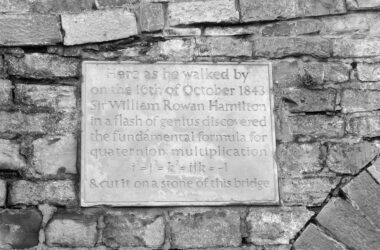 Here as he walked by
on the 16th of October 1843
Sir William Rowan Hamilton
in a flash of genius discovered
the fundamental formula for
quaternion multiplication
i² = j² = k² = ijk = -1
& cut it on a stone of this bridge